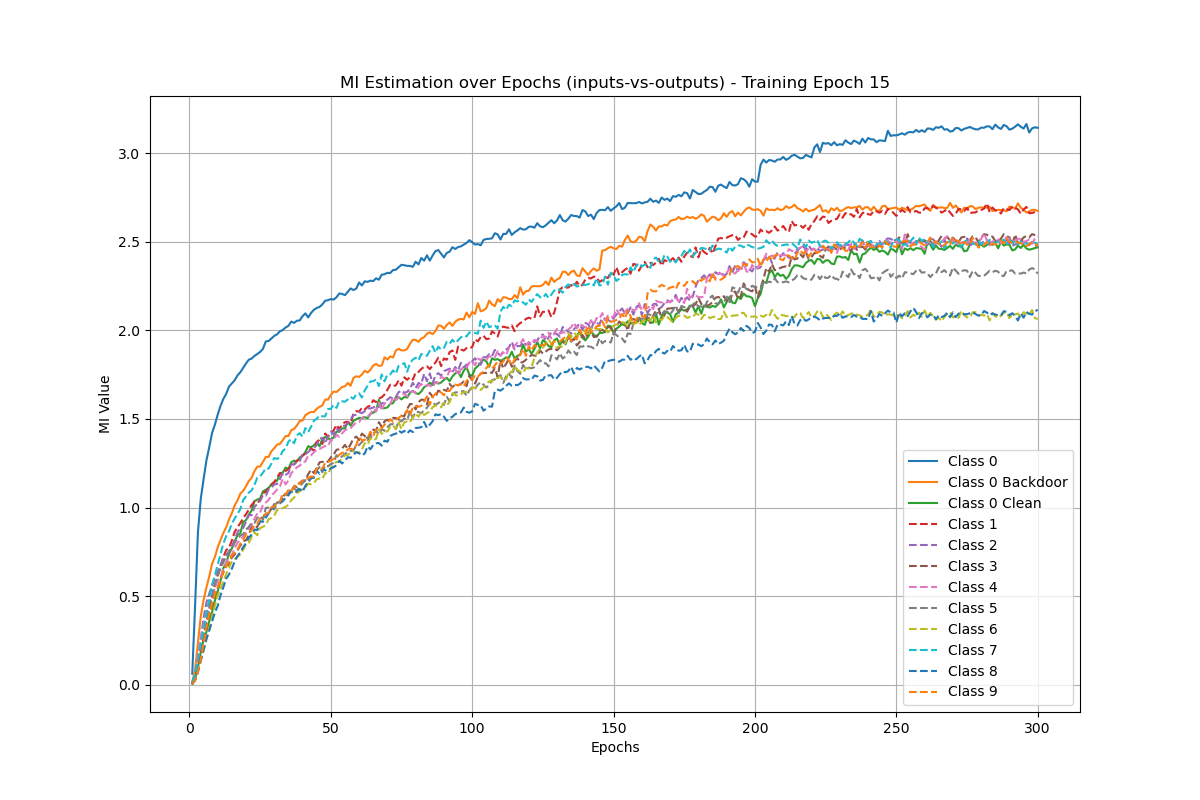 MI Estimation over Epochs (inputs-vs-outputs) - Training Epoch 15
MI Value
3.0
2.5
2.0
1.5
1.0
0.5
0.0
0
50
100
150
200
250
300
Epochs
Class 0
Class 0 Backdoor
Class 0 Clean
Class 1
Class 2
Class 3
Class 4
Class 5
Class 6
Class 7
Class 8
Class 9